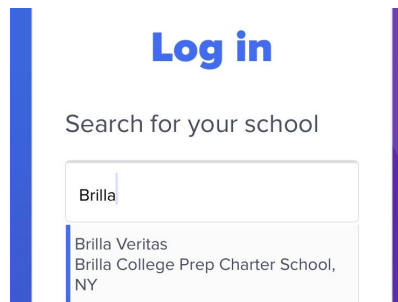 Log in
Search for your school
Brilla
Brilla Veritas
Brilla College Prep Charter School,
NY